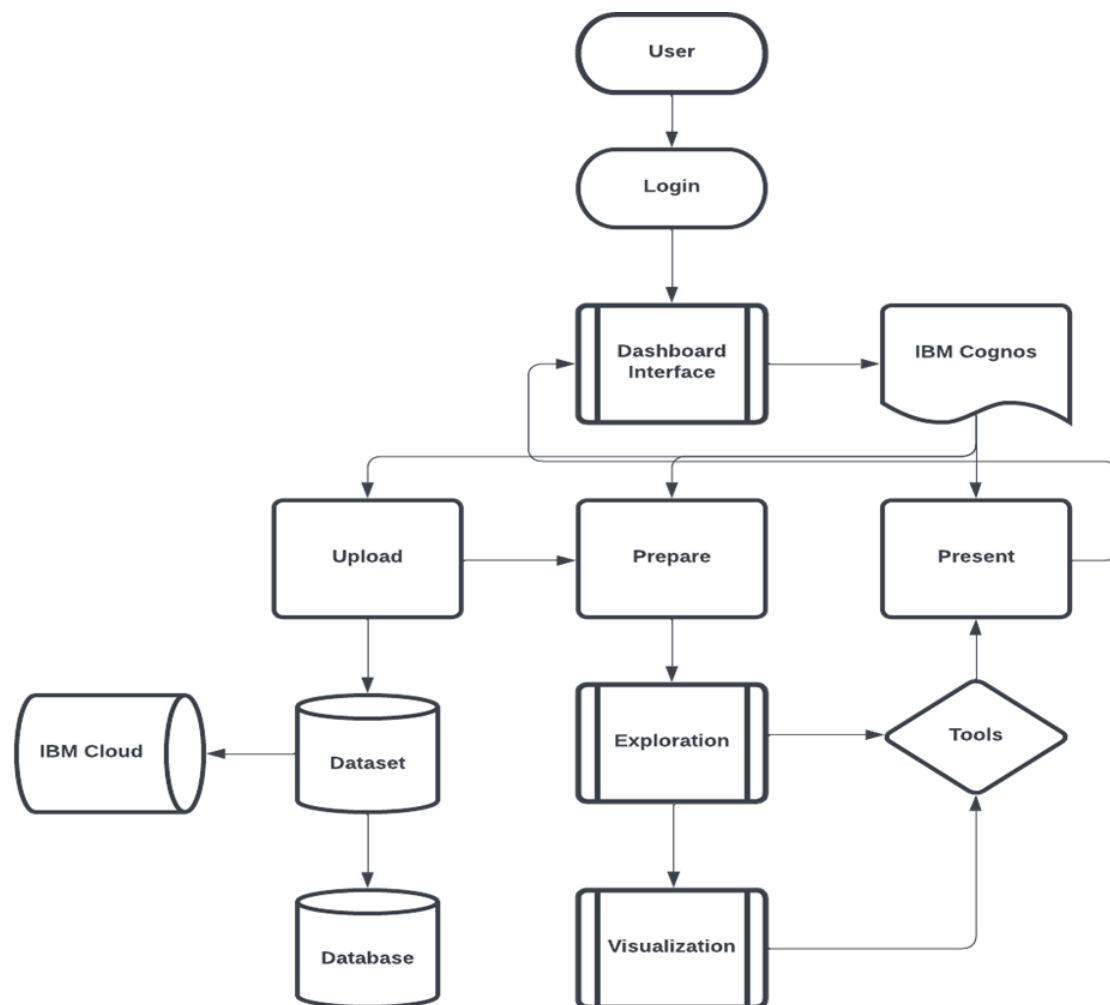 User
Login
Dashboard
Interface
IBM Cognos
Upload
Prepare
Present
IBM Cloud
Dataset
Exploration
Tools
Database
Visualization